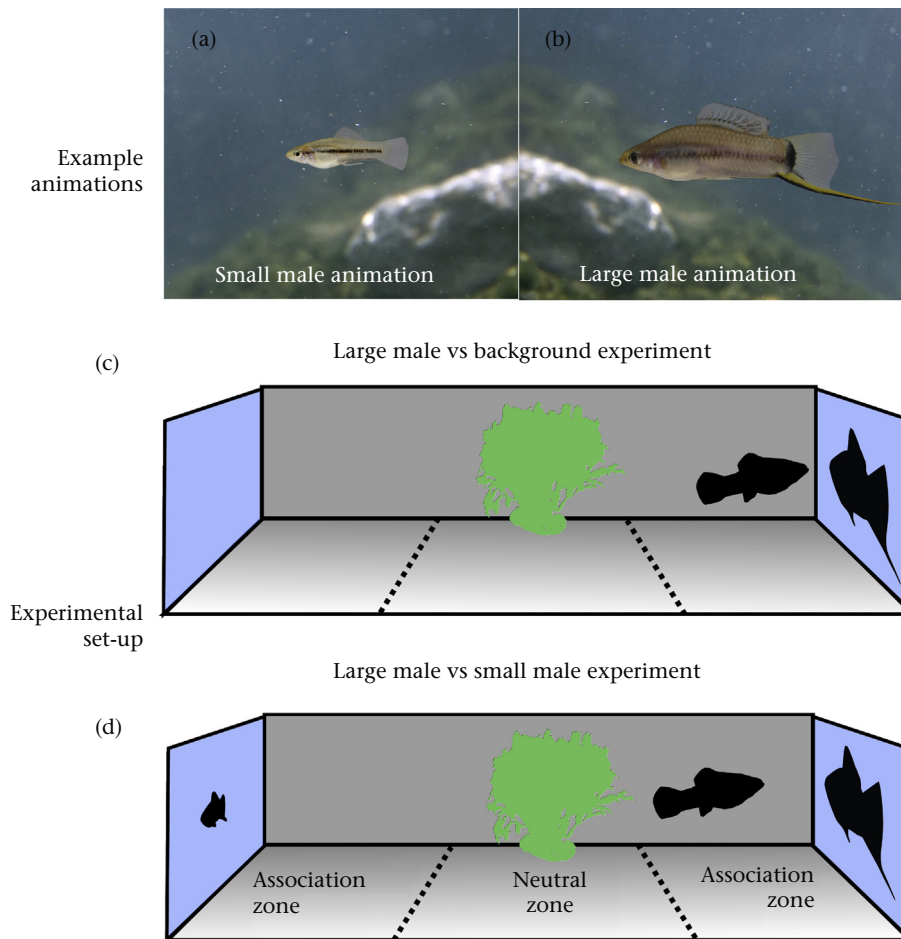 (a)
(b)
Example
animations
Small male animation
Large male animation
Large male vs background experiment
(c)
Experimental
set-up
Large male vs small male experiment
(d)
Association
zone
Neutral
zone
Association
zone